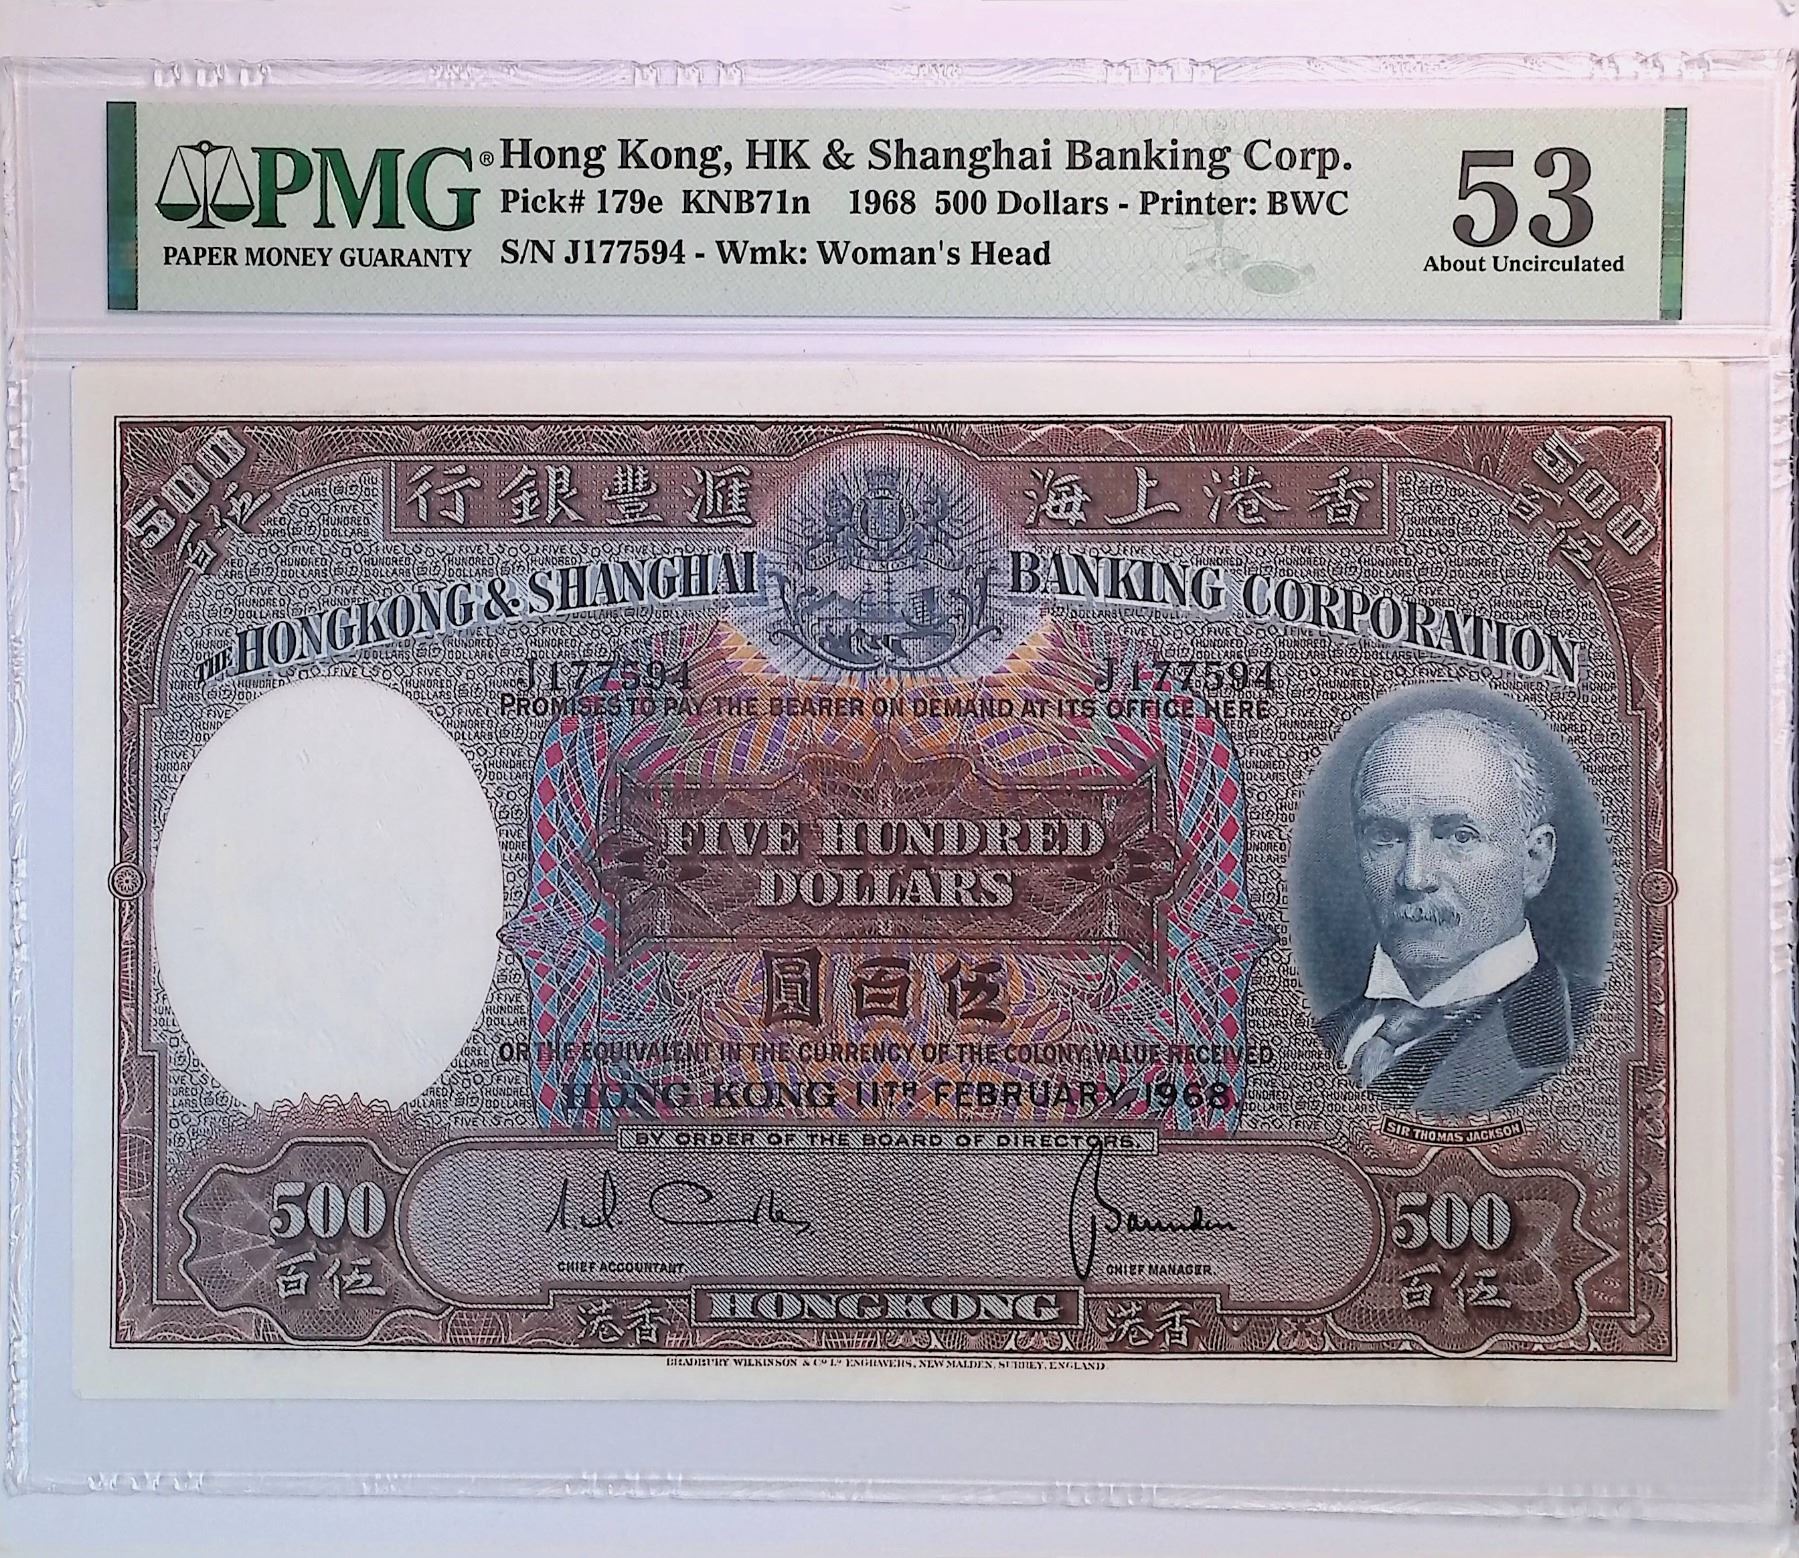 PMG®
PAPER MONEY GUARANTY
Hong Kong, HK & Shanghai Banking Corp.
Pick# 179e KNB71n 1968 500 Dollars - Printer: BWC
S/N J177594 - Wmk: Woman's Head
53
About Uncirculated
500
百伍
行銀豐滙
海上港香
500
百伍
THE HONGKONG & SHANGHAI BANKING CORPORATION
J177594 J177594
PROMISES TO PAY THE BEARER ON DEMAND AT ITS OFFICE HERE
FIVE HUNDRED
DOLLARS
圓百伍
OR THE EQUIVALENT IN THE CURRENCY OF THE COLONY, VALUE RECEIVED
HONG KONG 11TH FEBRUARY, 1968.
SIR THOMAS JACKSON
BY ORDER OF THE BOARD OF DIRECTORS.
500
百伍
CHIEF ACCOUNTANT.
CHIEF MANAGER.
500
百伍
港香 HONGKONG 港香
BRADBURY WILKINSON & Co Ld ENGRAVERS, NEW MALDEN, SURREY, ENGLAND